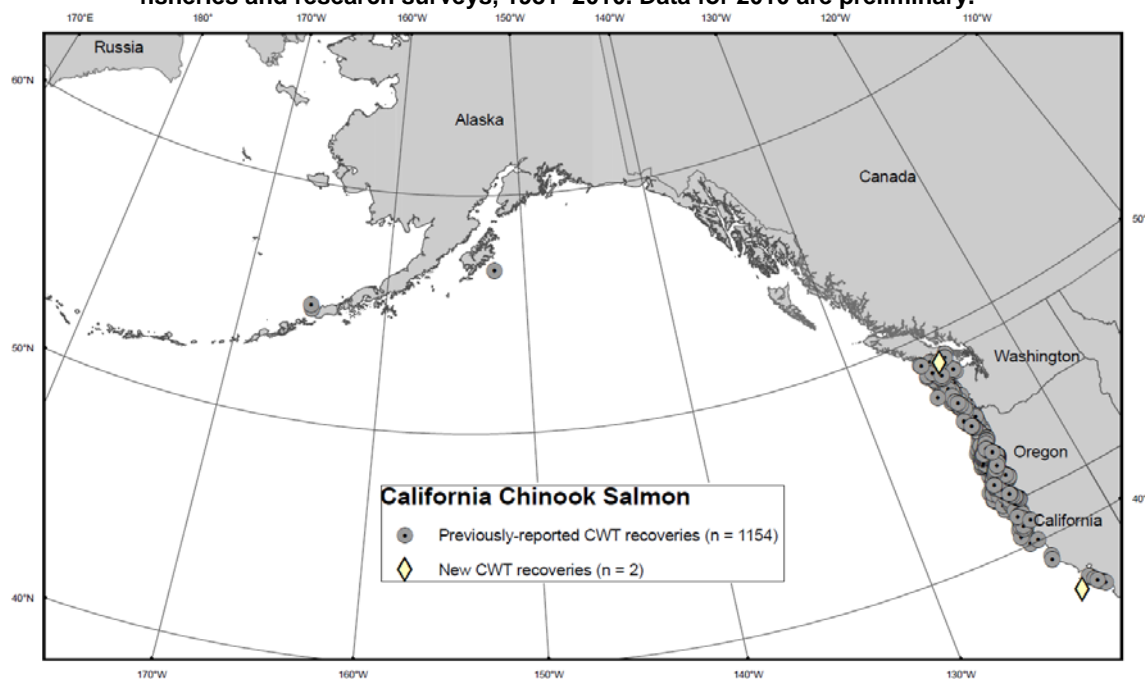 fisheries and research surveys, 1981–2010. Data for 2010 are preliminary.
170°E 180°W 170°W 160°W 150°W 140°W 130°W 120°W 110°W
Russia
60°N
Alaska
Canada
50°
50°N
Washington
Oregon
California Chinook Salmon
Previously-reported CWT recoveries (n = 1154)
New CWT recoveries (n = 2)
California
40°
40°N
170°W 160°W 150°W 140°W 130°W